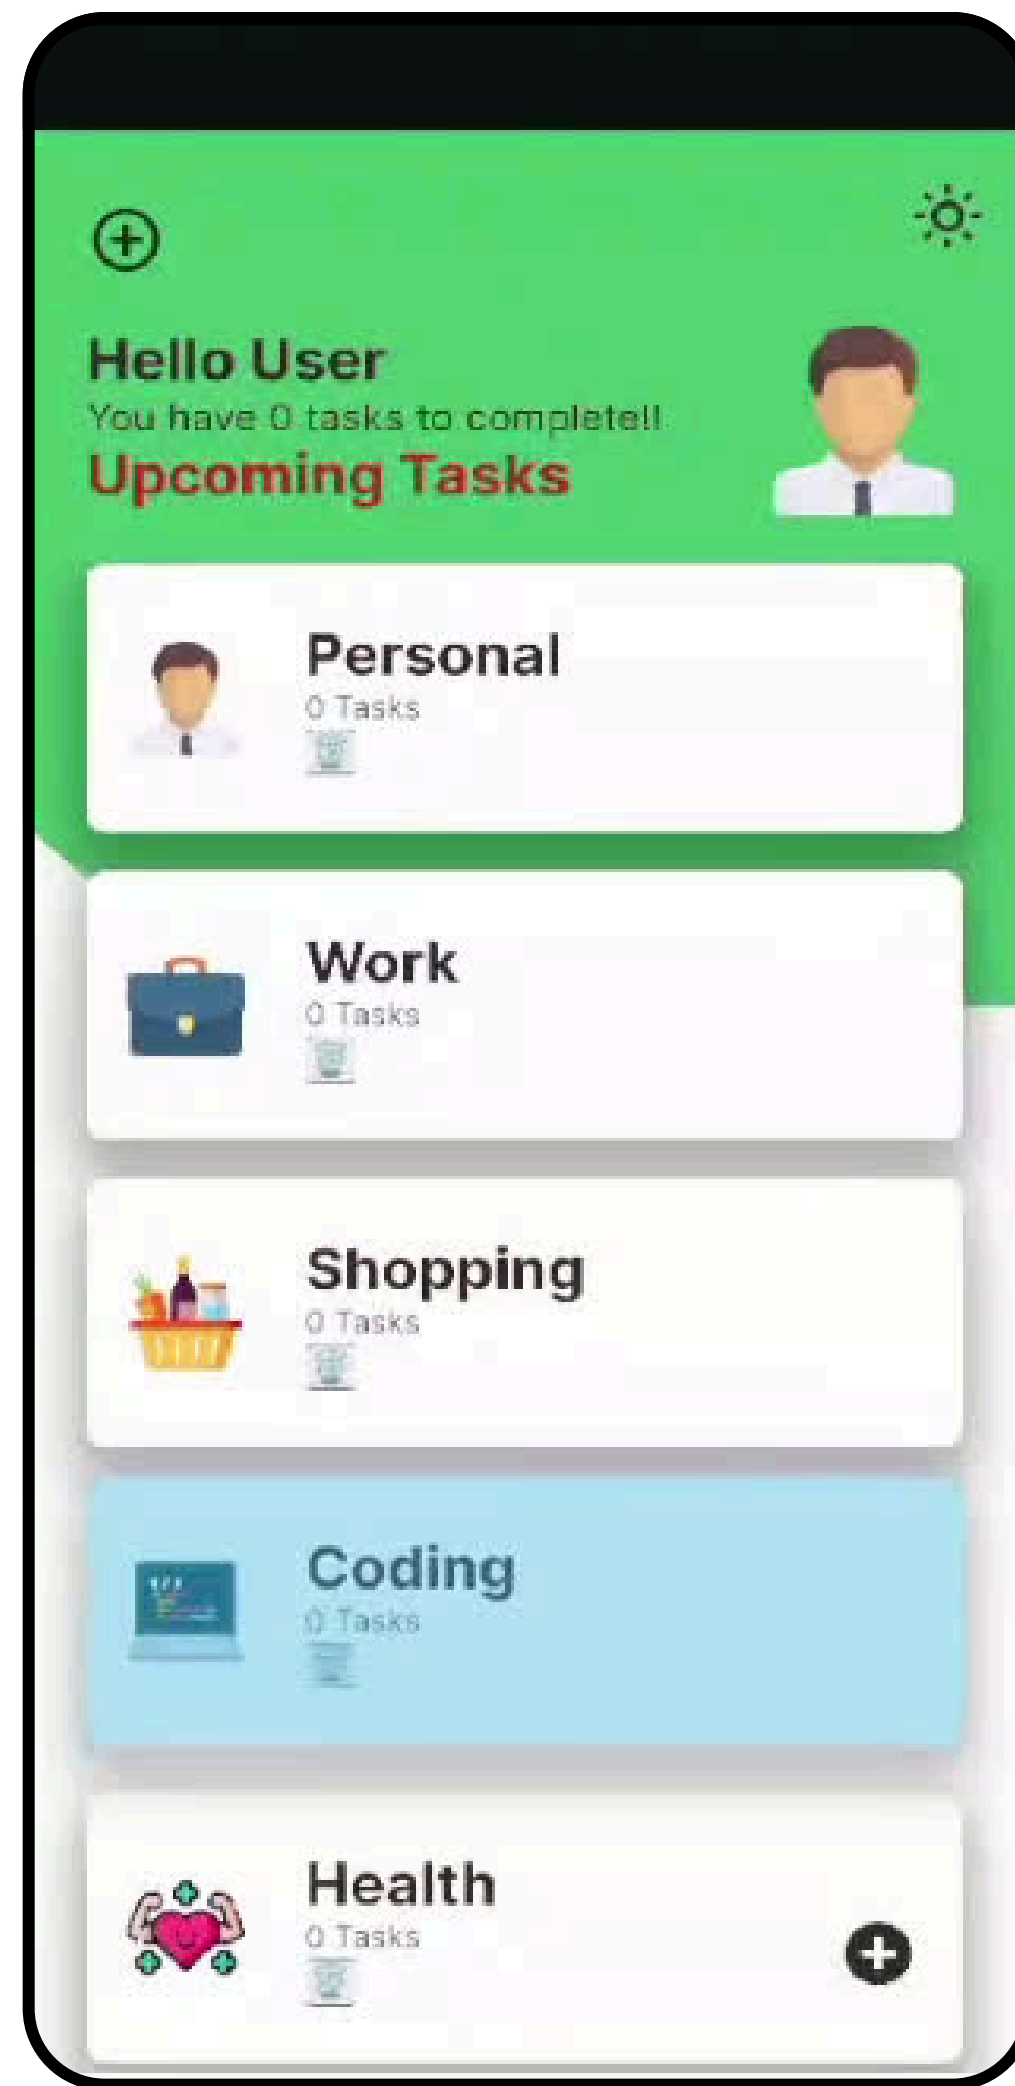 Hello User
You have 0 tasks to complete!!
Upcoming Tasks
Personal
0 Tasks
Work
0 Tasks
Shopping
0 Tasks
Coding
0 Tasks
Health
0 Tasks